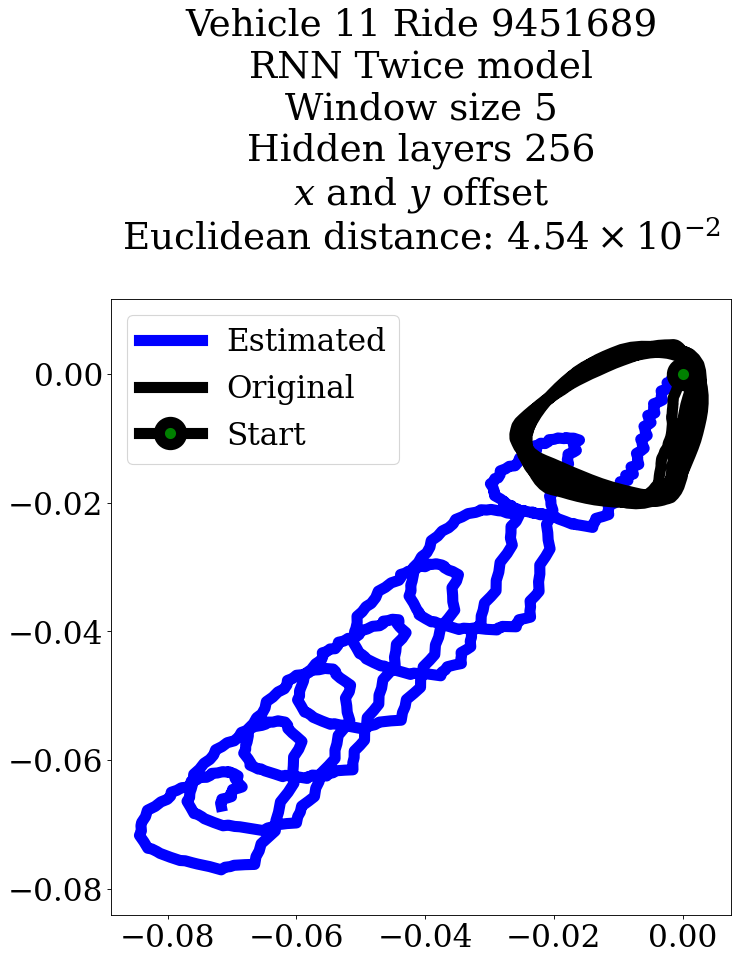 Vehicle 11 Ride 9451689
RNN Twice model
Window size 5
Hidden layers 256
x and y offset
Euclidean distance: 4.54 × 10⁻²
Estimated
Original
Start
0.00
−0.02
−0.04
−0.06
−0.08
−0.08 −0.06 −0.04 −0.02 0.00